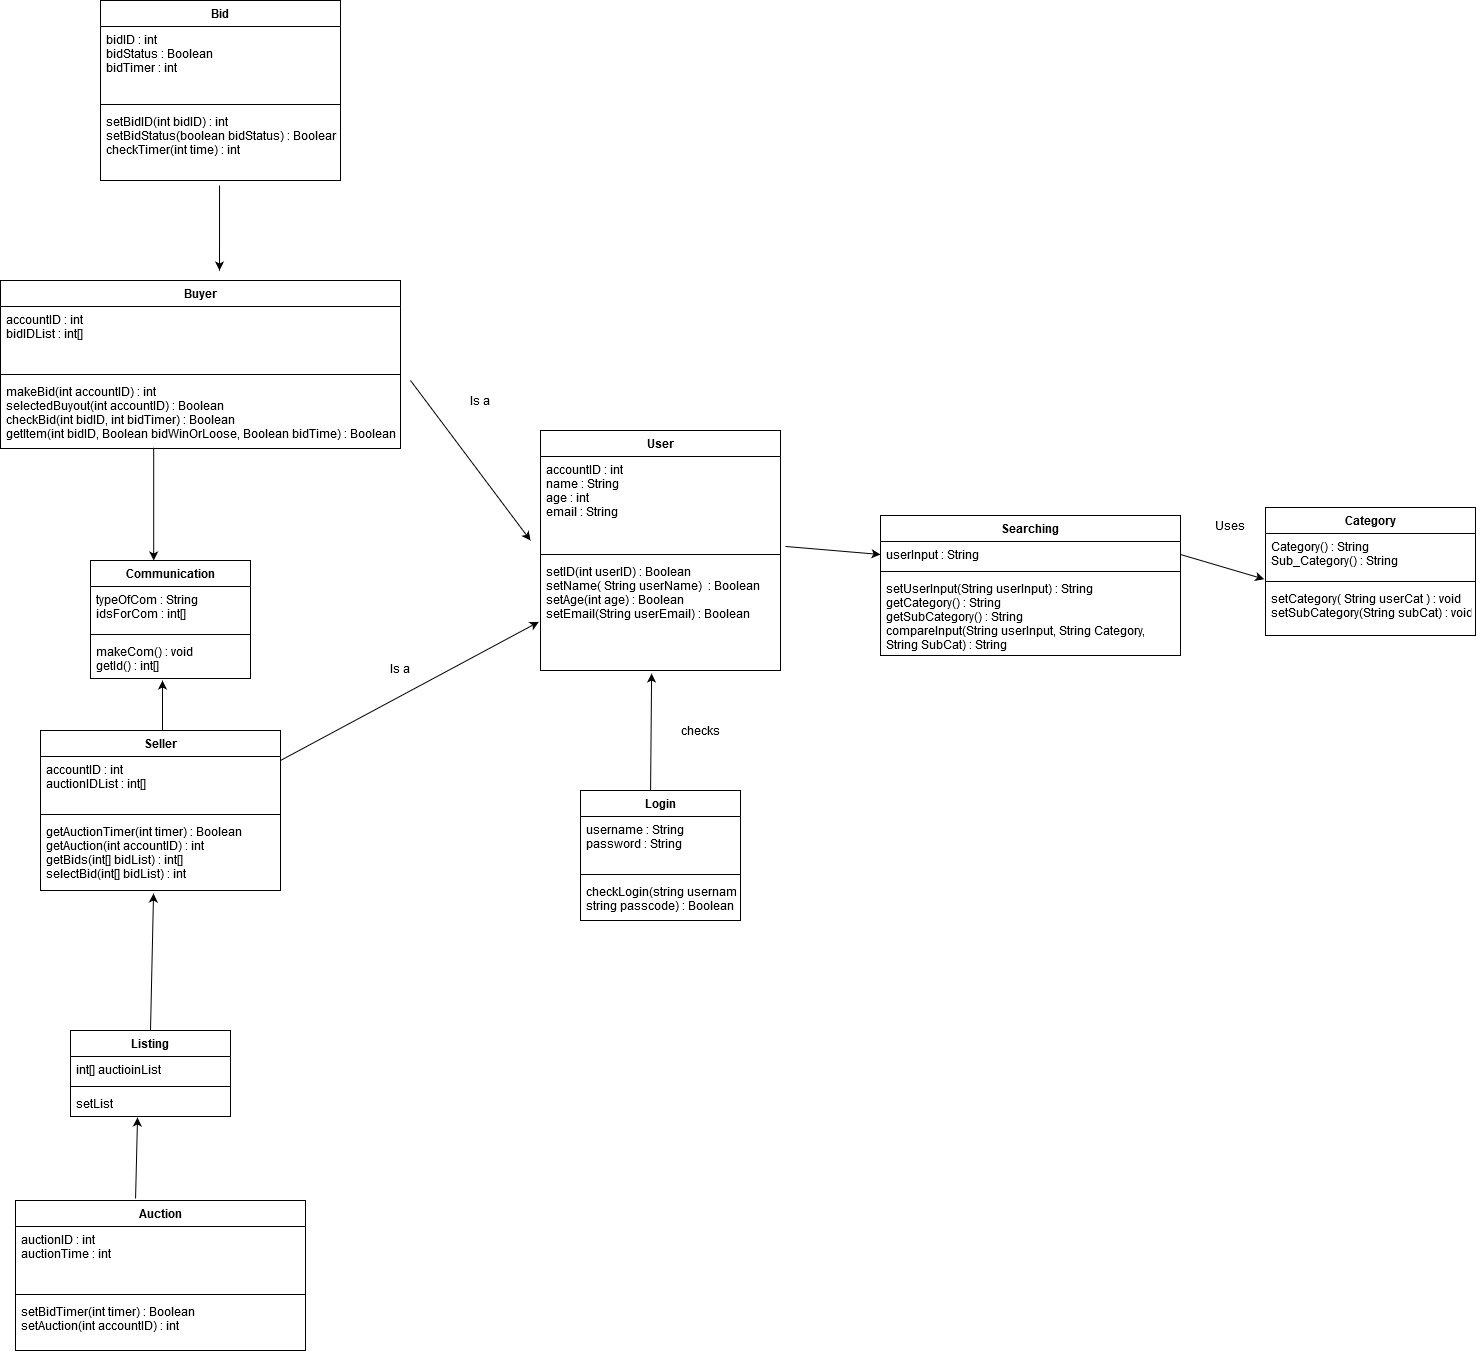 Bid
bidID : int
bidStatus : Boolean
bidTimer : int
setBidID(int bidID) : int
setBidStatus(boolean bidStatus) : Boolear
checkTimer(int time) : int
Buyer
accountID : int
bidIDList : int[]
makeBid(int accountID) : int
selectedBuyout(int accountID) : Boolean
checkBid(int bidID, int bidTimer) : Boolean
getItem(int bidID, Boolean bidWinOrLoose, Boolean bidTime) : Boolean
Is a
User
accountID : int
name : String
age : int
email : String
setID(int userID) : Boolean
setName( String userName)  : Boolean
setAge(int age) : Boolean
setEmail(String userEmail) : Boolean
Searching
userInput : String
setUserInput(String userInput) : String
getCategory() : String
getSubCategory() : String
compareInput(String userInput, String Category,
String SubCat) : String
Uses
Category
Category() : String
Sub_Category() : String
setCategory( String userCat ) : void
setSubCategory(String subCat) : void
Communication
typeOfCom : String
idsForCom : int[]
makeCom() : void
getId() : int[]
Is a
Seller
accountID : int
auctionIDList : int[]
getAuctionTimer(int timer) : Boolean
getAuction(int accountID) : int
getBids(int[] bidList) : int[]
selectBid(int[] bidList) : int
checks
Login
username : String
password : String
checkLogin(string usernam
string passcode) : Boolean
Listing
int[] auctioinList
setList
Auction
auctionID : int
auctionTime : int
setBidTimer(int timer) : Boolean
setAuction(int accountID) : int